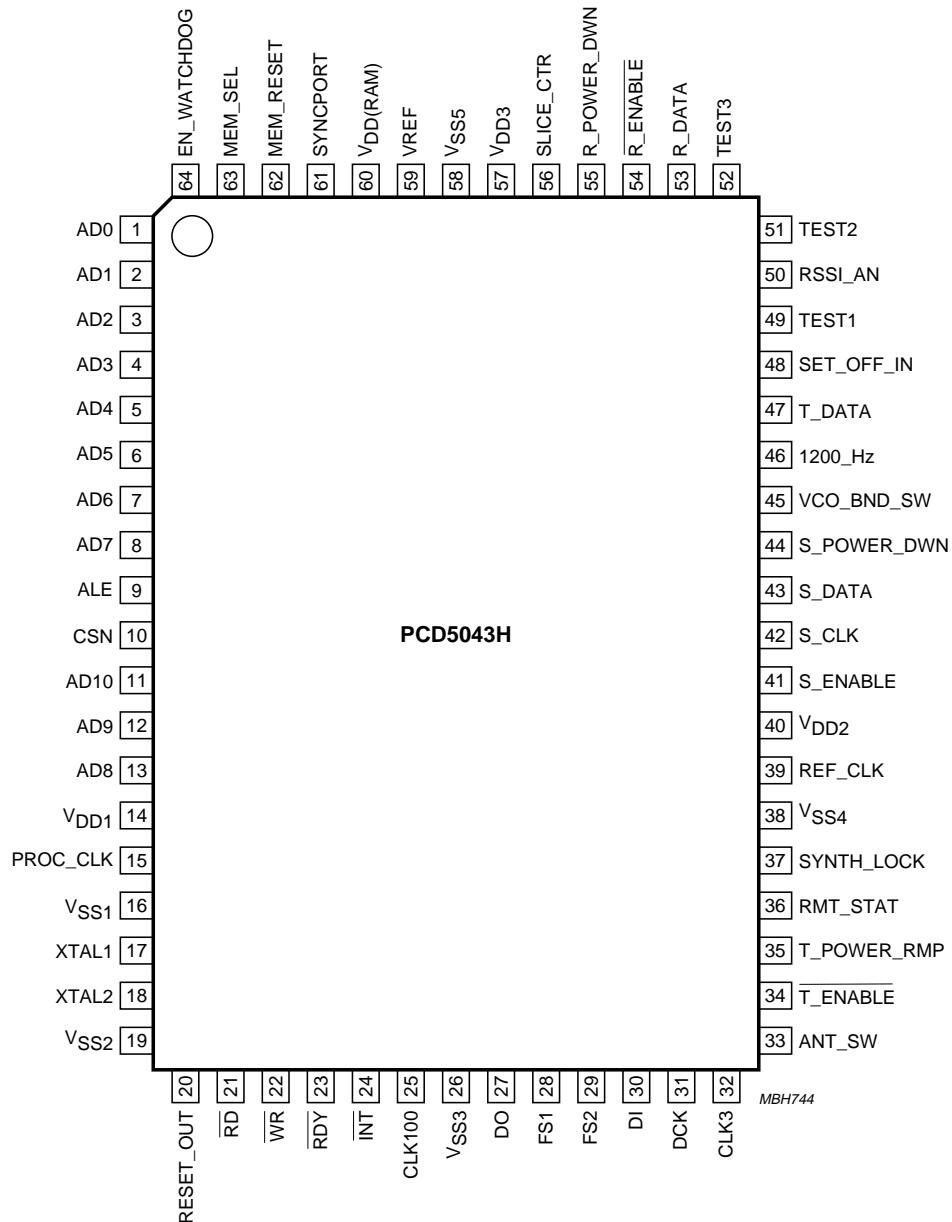 EN_WATCHDOG
MEM_SEL
MEM_RESET
SYNCPORT
VDD(RAM)
VREF
VSS5
VDD3
SLICE_CTR
R_POWER_DWN
R_ENABLE
R_DATA
TEST3
64 63 62 61 60 59 58 57 56 55 54 53 52
AD0 1 51 TEST2
AD1 2 50 RSSI_AN
AD2 3 49 TEST1
AD3 4 48 SET_OFF_IN
AD4 5 47 T_DATA
AD5 6 46 1200_Hz
AD6 7 45 VCO_BND_SW
AD7 8 44 S_POWER_DWN
ALE 9 43 S_DATA
CSN 10 PCD5043H 42 S_CLK
AD10 11 41 S_ENABLE
AD9 12 40 VDD2
AD8 13 39 REF_CLK
VDD1 14 38 VSS4
PROC_CLK 15 37 SYNTH_LOCK
VSS1 16 36 RMT_STAT
XTAL1 17 35 T_POWER_RMP
XTAL2 18 34 T_ENABLE
VSS2 19 33 ANT_SW
20 21 22 23 24 25 26 27 28 29 30 31 32
MBH744
RESET_OUT
RD
WR
RDY
INT
CLK100
VSS3
DO
FS1
FS2
DI
DCK
CLK3